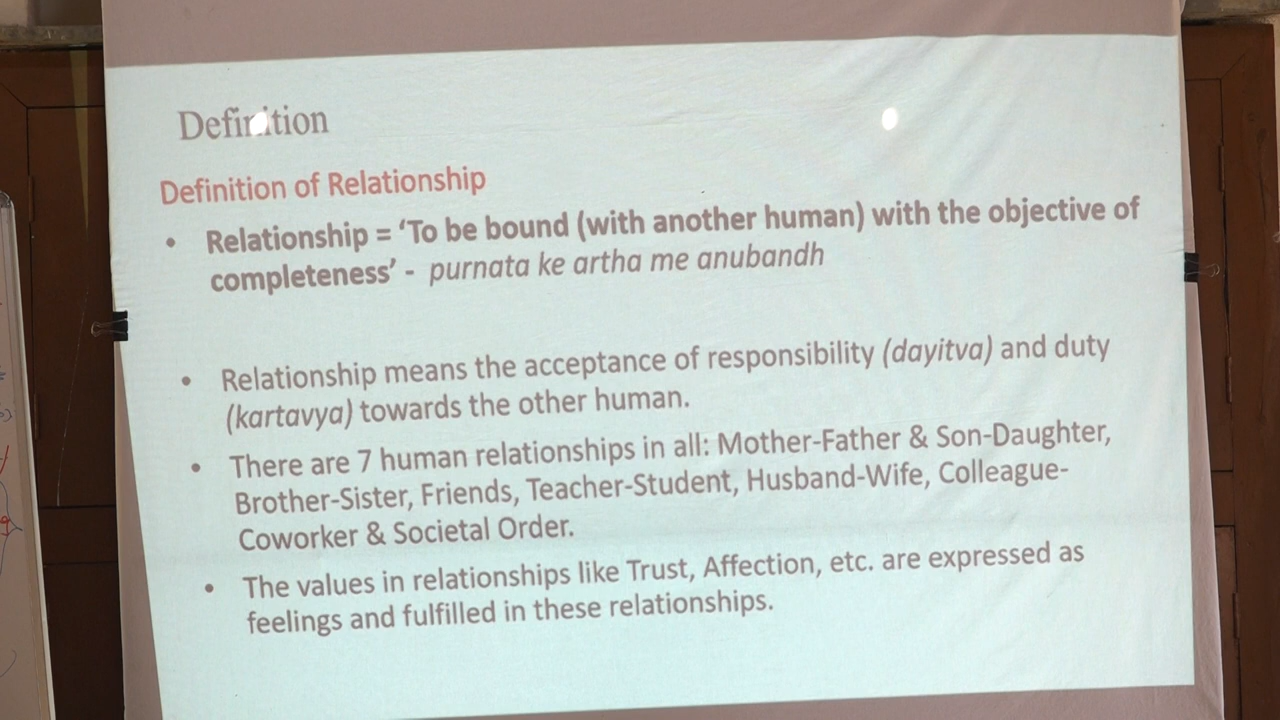 Definition
Definition of Relationship
• Relationship = ‘To be bound (with another human) with the objective of
completeness’ - purnata ke artha me anubandh
• Relationship means the acceptance of responsibility (dayitva) and duty
(kartavya) towards the other human.
• There are 7 human relationships in all: Mother-Father & Son-Daughter,
Brother-Sister, Friends, Teacher-Student, Husband-Wife, Colleague-
Coworker & Societal Order.
• The values in relationships like Trust, Affection, etc. are expressed as
feelings and fulfilled in these relationships.